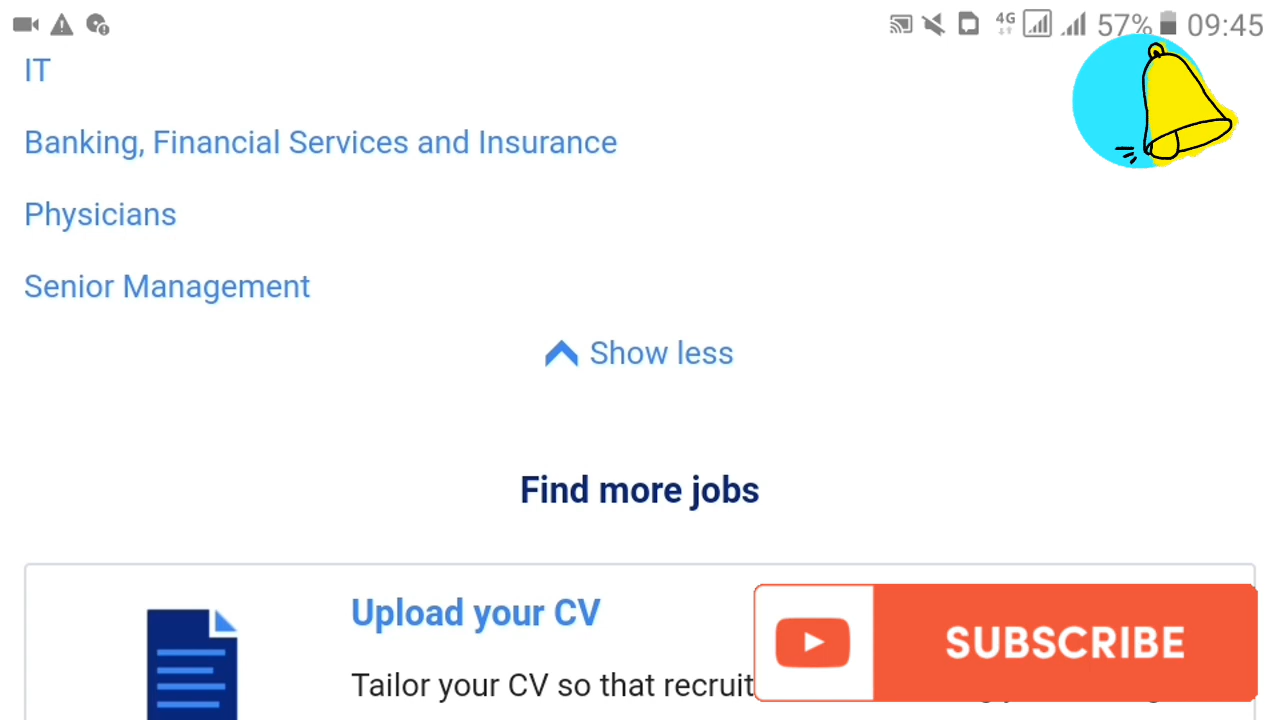 4G 57% 09:45
IT
Banking, Financial Services and Insurance
Physicians
Senior Management
Show less
Find more jobs
Upload your CV
SUBSCRIBE
Tailor your CV so that